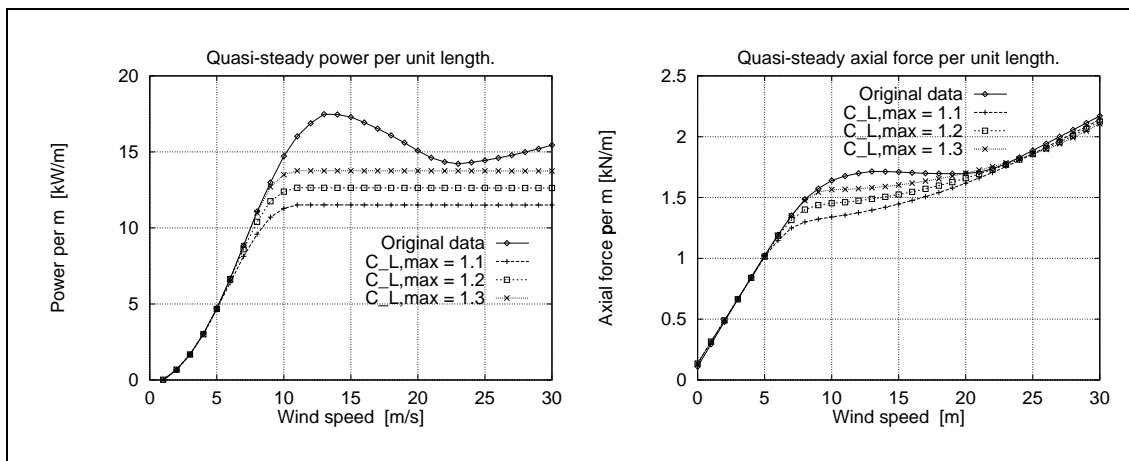 Quasi-steady power per unit length.
20
15
10
5
0
Power per m [kW/m]
Original data
C_L,max = 1.1
C_L,max = 1.2
C_L,max = 1.3
0 5 10 15 20 25 30
Wind speed [m/s]
Quasi-steady axial force per unit length.
2.5
2
1.5
1
0.5
0
Axial force per m [kN/m]
Original data
C_L,max = 1.1
C_L,max = 1.2
C_L,max = 1.3
0 5 10 15 20 25 30
Wind speed [m]